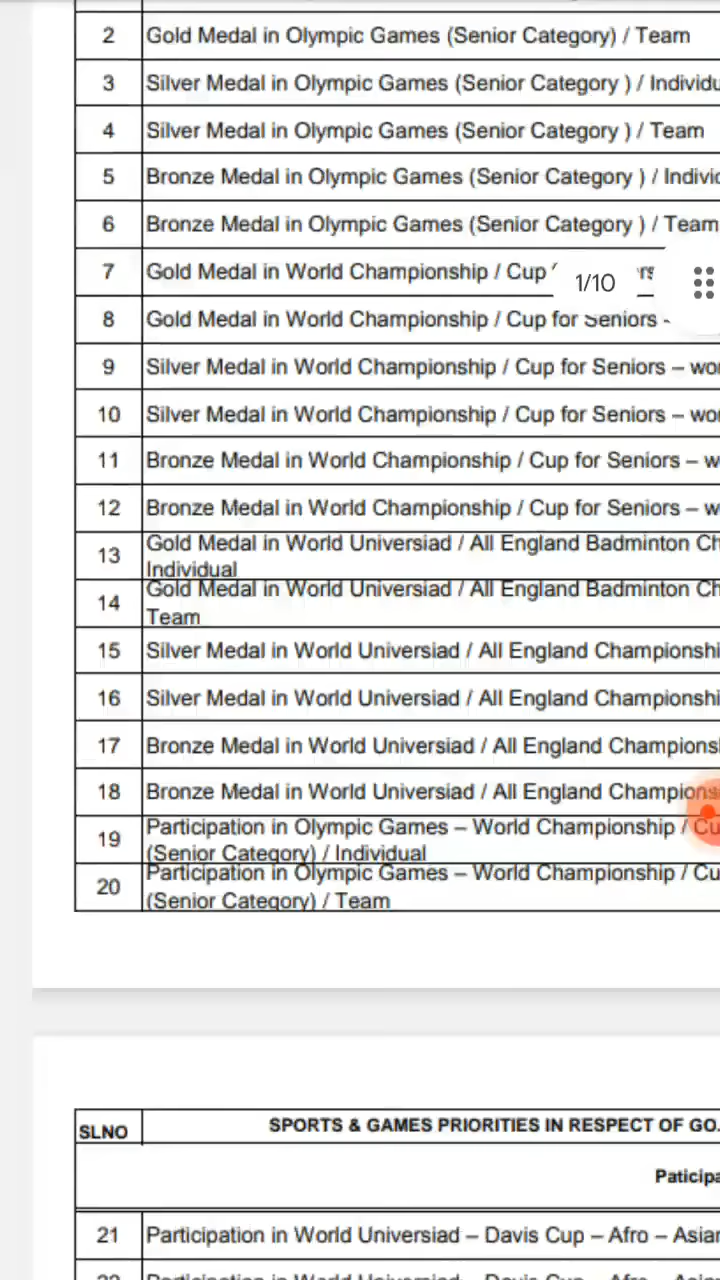 2 Gold Medal in Olympic Games (Senior Category) / Team
3 Silver Medal in Olympic Games (Senior Category ) / Individu
4 Silver Medal in Olympic Games (Senior Category ) / Team
5 Bronze Medal in Olympic Games (Senior Category ) / Indivi
6 Bronze Medal in Olympic Games (Senior Category ) / Team
7 Gold Medal in World Championship / Cup
1/10
8 Gold Medal in World Championship / Cup for Seniors -
9 Silver Medal in World Championship / Cup for Seniors – wo
10 Silver Medal in World Championship / Cup for Seniors – wo
11 Bronze Medal in World Championship / Cup for Seniors – w
12 Bronze Medal in World Championship / Cup for Seniors – w
13 Gold Medal in World Universiad / All England Badminton Ch
Individual
14 Gold Medal in World Universiad / All England Badminton Ch
Team
15 Silver Medal in World Universiad / All England Championshi
16 Silver Medal in World Universiad / All England Championshi
17 Bronze Medal in World Universiad / All England Champions
18 Bronze Medal in World Universiad / All England Champions
19 Participation in Olympic Games – World Championship / Cu
(Senior Category) / Individual
20 Participation in Olympic Games – World Championship / Cu
(Senior Category) / Team
SLNO SPORTS & GAMES PRIORITIES IN RESPECT OF GO.
Paticipa
21 Participation in World Universiad – Davis Cup – Afro – Asian